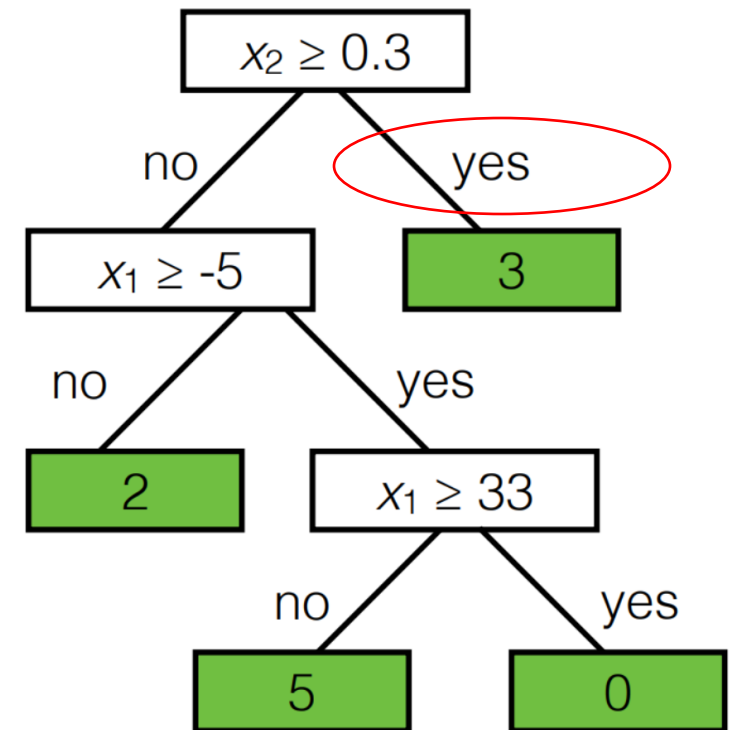 x₂ ≥ 0.3
no
yes
x₁ ≥ -5
3
no
yes
2
x₁ ≥ 33
no
yes
5
0